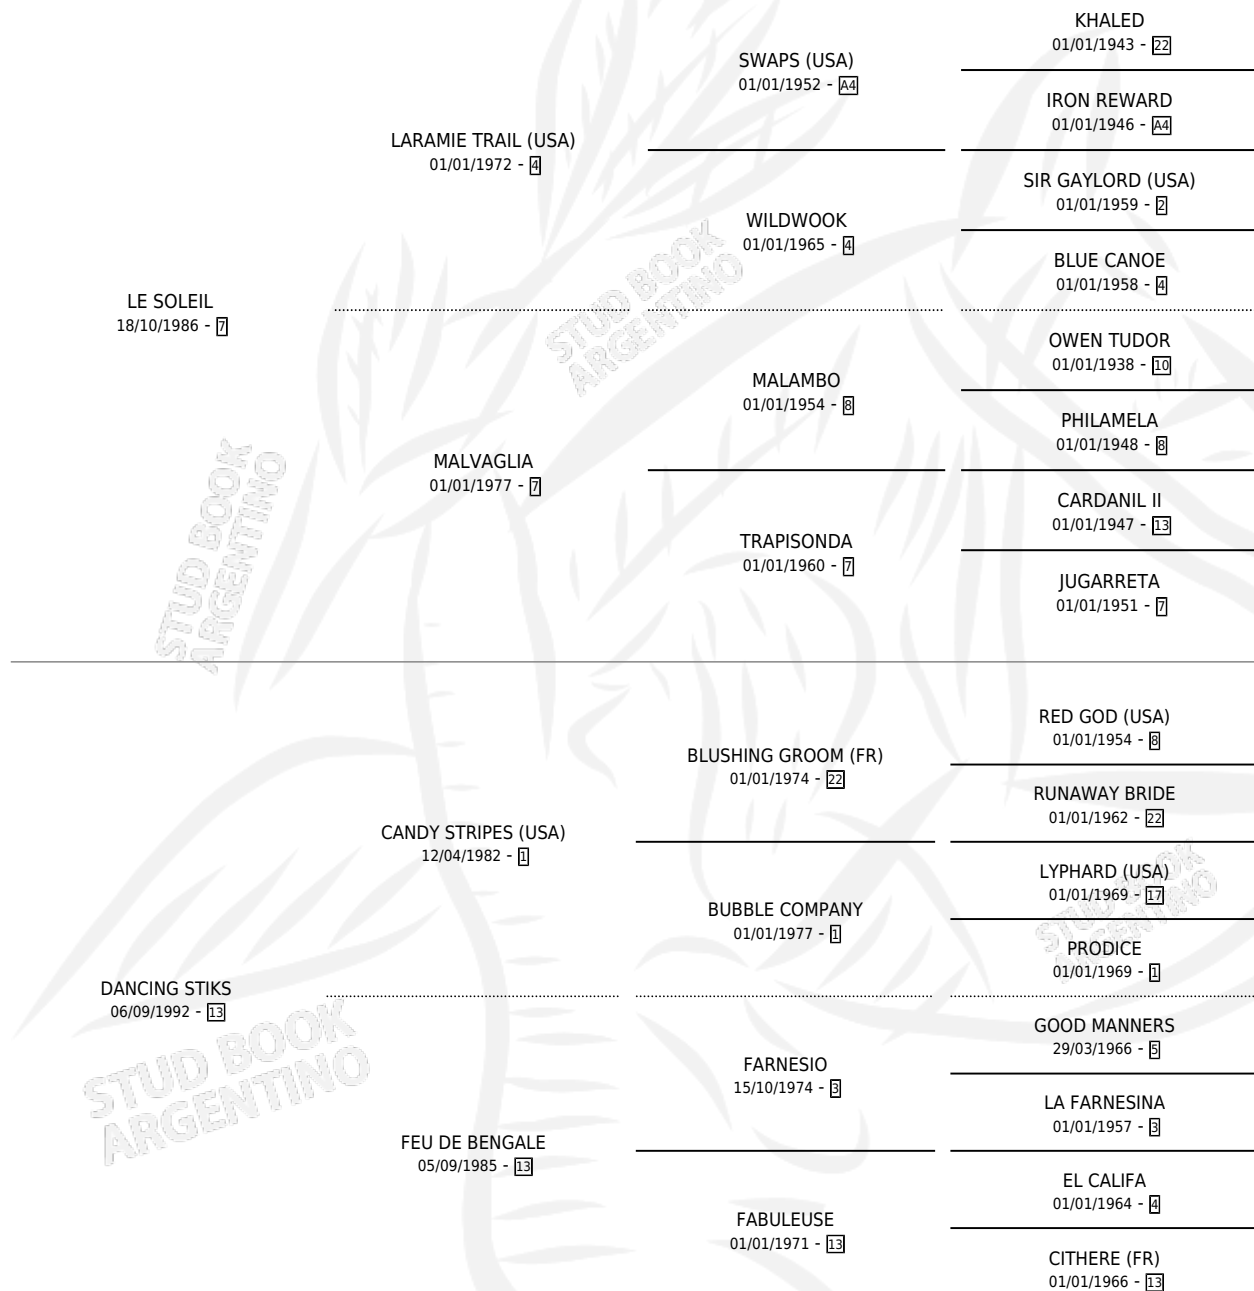 KHALED
01/01/1943 - 22
SWAPS (USA)
01/01/1952 - A4
IRON REWARD
01/01/1946 - A4
LARAMIE TRAIL (USA)
01/01/1972 - 4
SIR GAYLORD (USA)
01/01/1959 - 2
WILDWOOK
01/01/1965 - 4
BLUE CANOE
01/01/1958 - 4
LE SOLEIL
18/10/1986 - 7
STUD BOOK
ARGENTINO
OWEN TUDOR
01/01/1938 - 10
MALAMBO
01/01/1954 - 8
PHILAMELA
01/01/1948 - 8
MALVAGLIA
01/01/1977 - 7
CARDANIL II
01/01/1947 - 13
TRAPISONDA
01/01/1960 - 7
JUGARRETA
01/01/1951 - 7
STUD BOOK
ARGENTINO
RED GOD (USA)
01/01/1954 - 8
BLUSHING GROOM (FR)
01/01/1974 - 22
RUNAWAY BRIDE
01/01/1962 - 22
CANDY STRIPES (USA)
12/04/1982 - 1
LYPHARD (USA)
01/01/1969 - 17
BUBBLE COMPANY
01/01/1977 - 1
STUD BOOK
ARGENTINO
PRODICE
01/01/1969 - 1
DANCING STIKS
06/09/1992 - 13
GOOD MANNERS
29/03/1966 - 5
FARNESIO
15/10/1974 - 3
STUD BOOK
ARGENTINO
LA FARNESINA
01/01/1957 - 3
FEU DE BENGALE
05/09/1985 - 13
EL CALIFA
01/01/1964 - 4
FABULEUSE
01/01/1971 - 13
CITHERE (FR)
01/01/1966 - 13